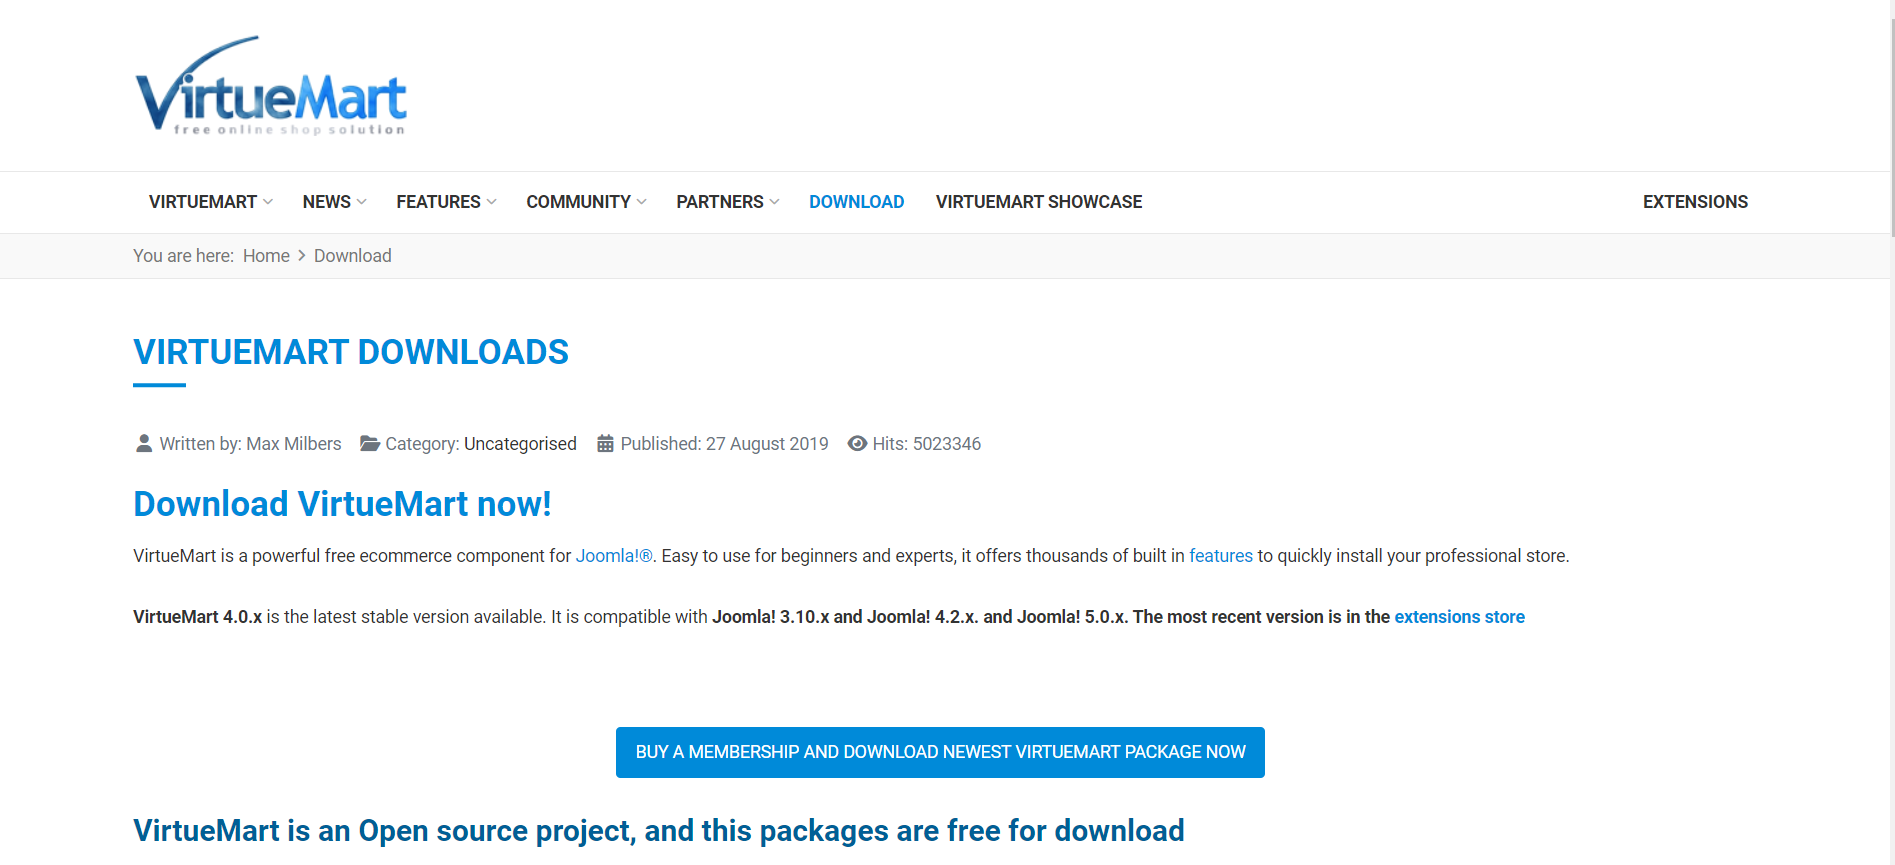 VirtueMart
free online shop solution
VIRTUEMART NEWS FEATURES COMMUNITY PARTNERS DOWNLOAD VIRTUEMART SHOWCASE EXTENSIONS
You are here: Home Download
VIRTUEMART DOWNLOADS
Written by: Max Milbers Category: Uncategorised Published: 27 August 2019 Hits: 5023346
Download VirtueMart now!
VirtueMart is a powerful free ecommerce component for Joomla!®. Easy to use for beginners and experts, it offers thousands of built in features to quickly install your professional store.
VirtueMart 4.0.x is the latest stable version available. It is compatible with Joomla! 3.10.x and Joomla! 4.2.x. and Joomla! 5.0.x. The most recent version is in the extensions store
BUY A MEMBERSHIP AND DOWNLOAD NEWEST VIRTUEMART PACKAGE NOW
VirtueMart is an Open source project, and this packages are free for download